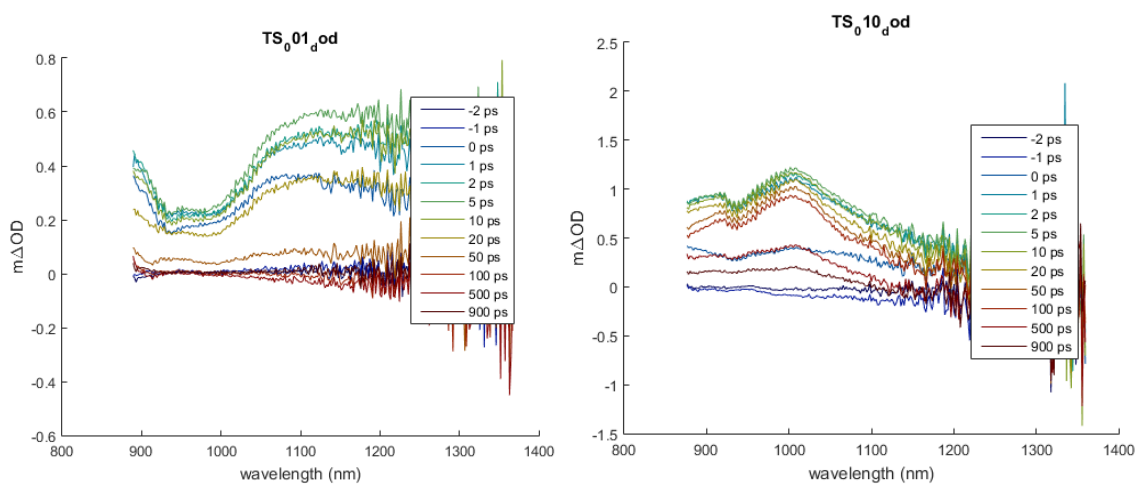 TS₀01_dod
0.8
0.6
0.4
0.2
0
-0.2
-0.4
-0.6
m△OD
800
900
1000
1100
1200
1300
1400
wavelength (nm)
-2 ps
-1 ps
0 ps
1 ps
2 ps
5 ps
10 ps
20 ps
50 ps
100 ps
500 ps
900 ps
TS₀10_dod
2.5
2
1.5
1
0.5
0
-0.5
-1
-1.5
m△OD
800
900
1000
1100
1200
1300
1400
wavelength (nm)
-2 ps
-1 ps
0 ps
1 ps
2 ps
5 ps
10 ps
20 ps
50 ps
100 ps
500 ps
900 ps